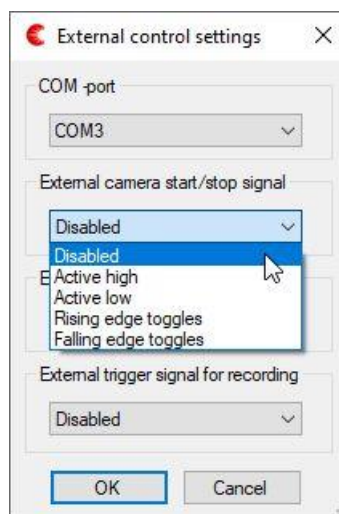 External control settings
COM -port
COM3
External camera start/stop signal
Disabled
Disabled
Active high
Active low
Rising edge toggles
Falling edge toggles
External trigger signal for recording
Disabled
OK Cancel